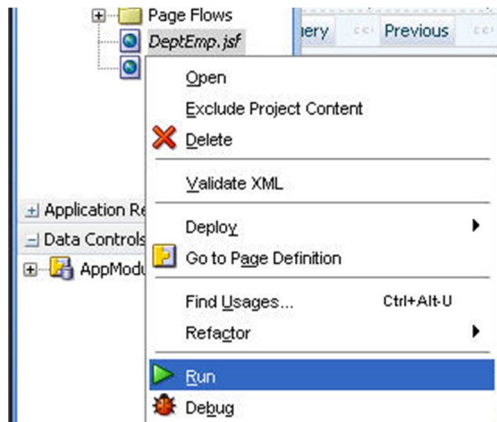 Page Flows
DeptEmp.jsf
Previous
Open
Exclude Project Content
Delete
Validate XML
Application Re
Deploy
Data Controls
Go to Page Definition
AppModu
Find Usages... Ctrl+Alt-U
Refactor
Run
Debug